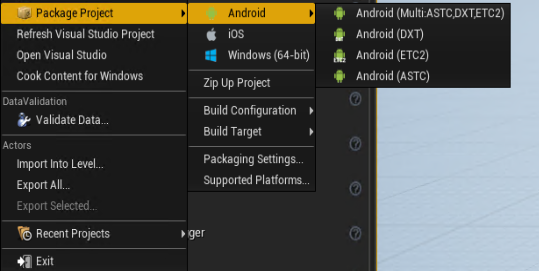 Package Project
Refresh Visual Studio Project
Open Visual Studio
Cook Content for Windows
DataValidation
Validate Data...
Actors
Import Into Level...
Export All...
Export Selected...
Recent Projects
Exit
Android
iOS
Windows (64-bit)
Zip Up Project
Build Configuration
Build Target
Packaging Settings...
Supported Platforms...
ger
Android (Multi:ASTC,DXT,ETC2)
Android (DXT)
Android (ETC2)
Android (ASTC)